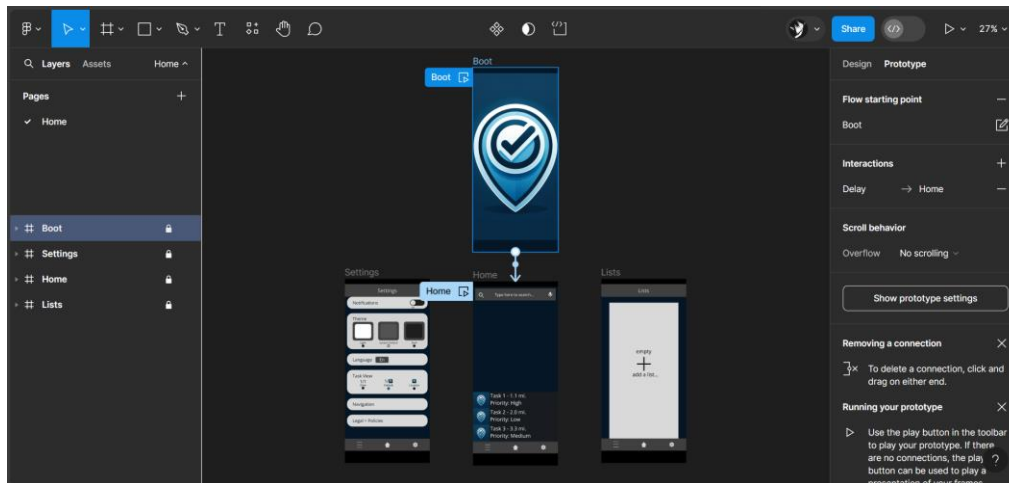 Share
27%
Layers Assets Home
Pages
Home
Boot
Settings
Home
Lists
Boot
Boot
Settings
Settings
Notifications
Theme
Language En
Task View
Navigation
Legal + Policies
Home
Home
Type here to search...
Task 1 - 1.1 mi.
Priority: High
Task 2 - 2.0 mi.
Priority: Low
Task 3 - 3.3 mi.
Priority: Medium
Lists
Lists
empty
add a list...
Design Prototype
Flow starting point
Boot
Interactions
Delay → Home
Scroll behavior
Overflow No scrolling
Show prototype settings
Removing a connection
To delete a connection, click and
drag on either end.
Running your prototype
Use the play button in the toolbar
to play your prototype. If there
are no connections, the play
button can be used to play a
presentation of your frames
?